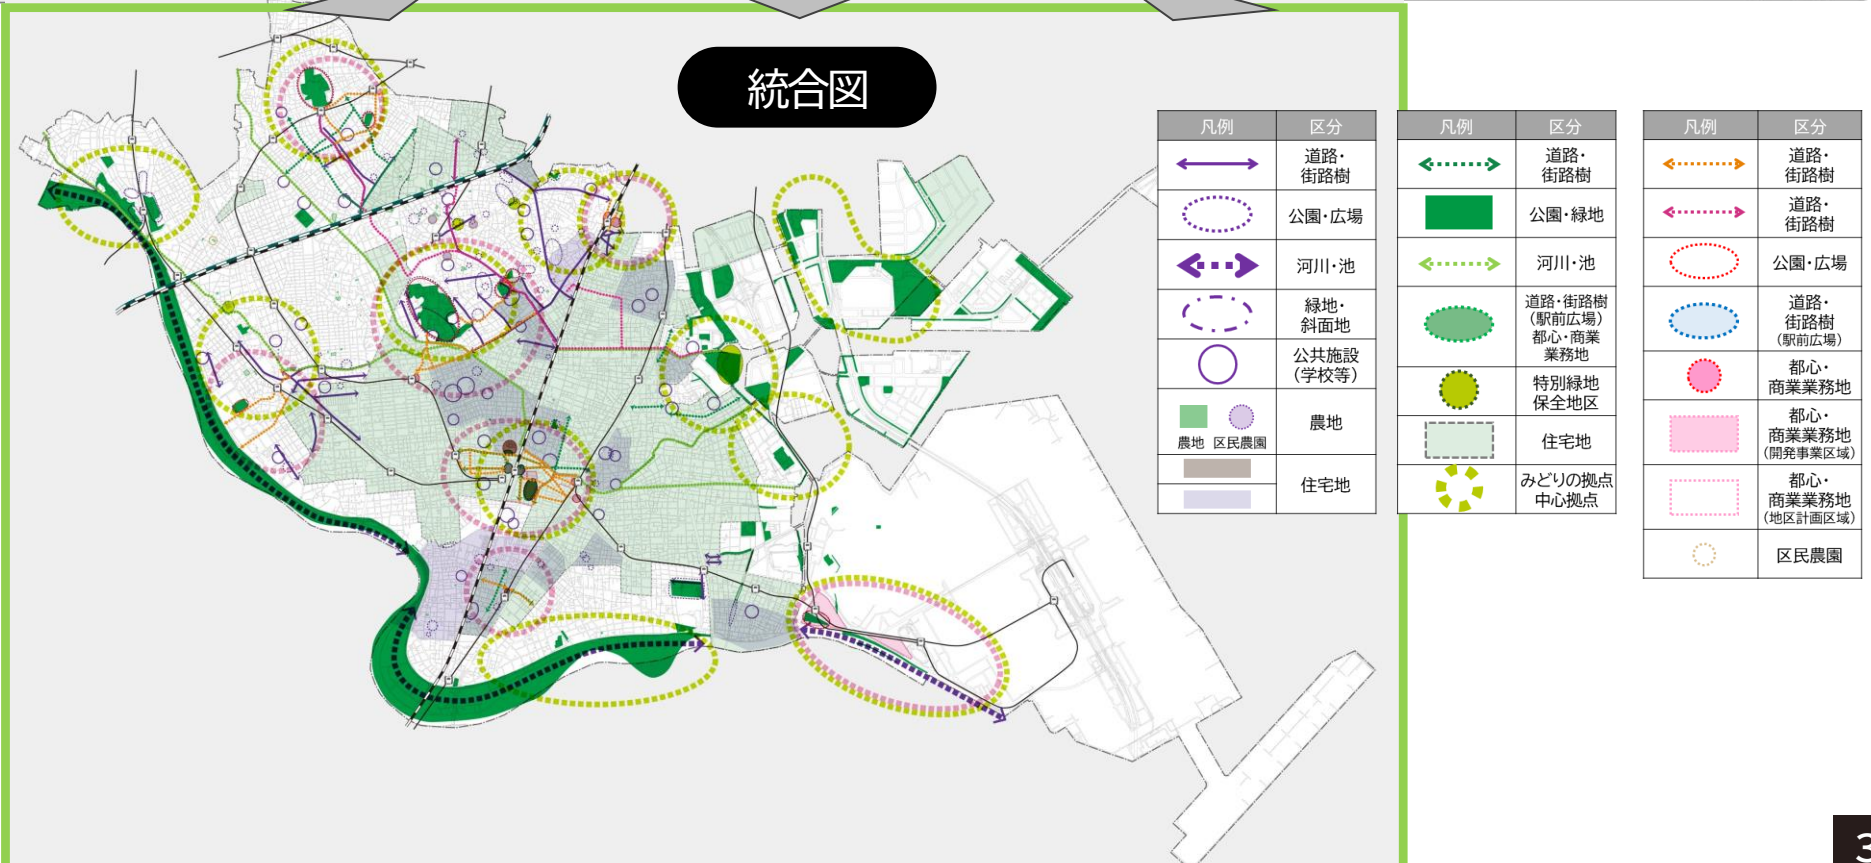 統合図
凡例 区分
道路・
街路樹
公園・広場
河川・池
緑地・
斜面地
公共施設
(学校等)
農地 区民農園
農地
住宅地
凡例 区分
道路・
街路樹
公園・緑地
河川・池
道路・街路樹
(駅前広場)
都心・商業
業務地
特別緑地
保全地区
住宅地
みどりの拠点
中心拠点
凡例 区分
道路・
街路樹
道路・
街路樹
公園・広場
道路・
街路樹
(駅前広場)
都心・
商業業務地
都心・
商業業務地
(開発事業区域)
都心・
商業業務地
(地区計画区域)
区民農園
3